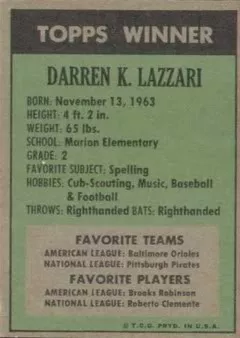 TOPPS WINNER
DARREN K. LAZZARI
BORN: November 13, 1963
HEIGHT: 4 ft. 2 in.
WEIGHT: 65 lbs.
SCHOOL: Marion Elementary
GRADE: 2
FAVORITE SUBJECT: Spelling
HOBBIES: Cub-Scouting, Music, Baseball
& Football
THROWS: Righthanded BATS: Righthanded
FAVORITE TEAMS
AMERICAN LEAGUE: Baltimore Orioles
NATIONAL LEAGUE: Pittsburgh Pirates
FAVORITE PLAYERS
AMERICAN LEAGUE: Brooks Robinson
NATIONAL LEAGUE: Roberto Clemente
© T.C.G. PRTD. IN U.S.A.